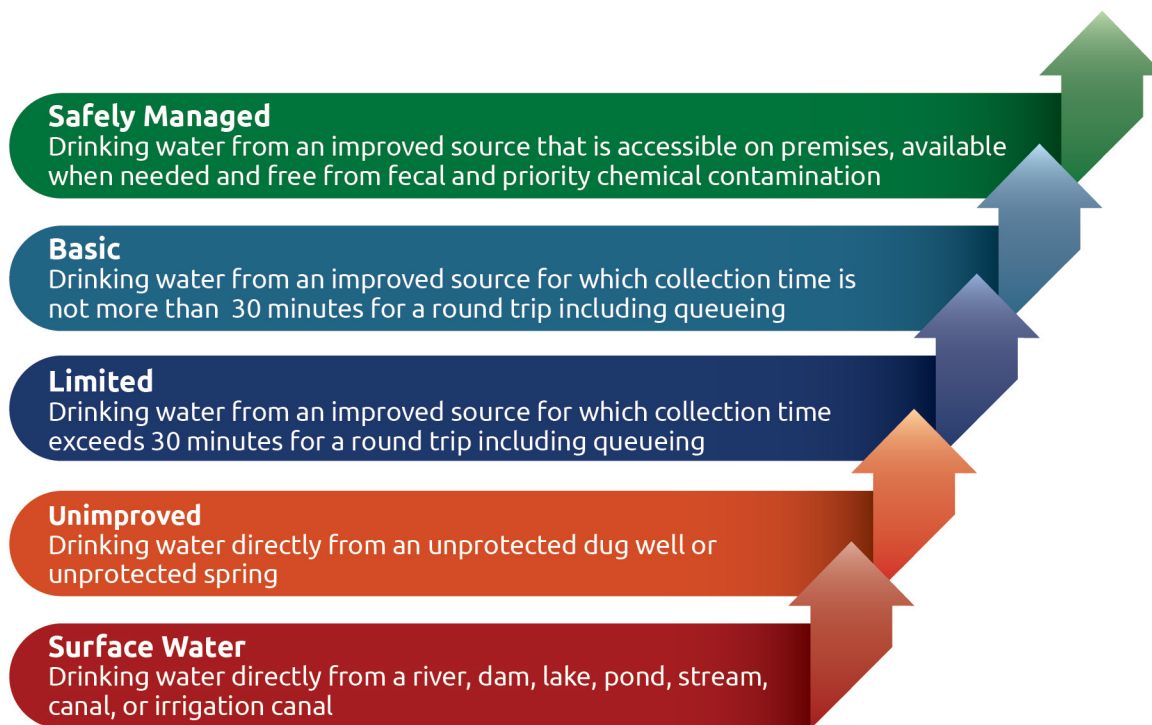 Safely Managed
Drinking water from an improved source that is accessible on premises, available
when needed and free from fecal and priority chemical contamination
Basic
Drinking water from an improved source for which collection time is
not more than  30 minutes for a round trip including queueing
Limited
Drinking water from an improved source for which collection time
exceeds 30 minutes for a round trip including queueing
Unimproved
Drinking water directly from an unprotected dug well or
unprotected spring
Surface Water
Drinking water directly from a river, dam, lake, pond, stream,
canal, or irrigation canal